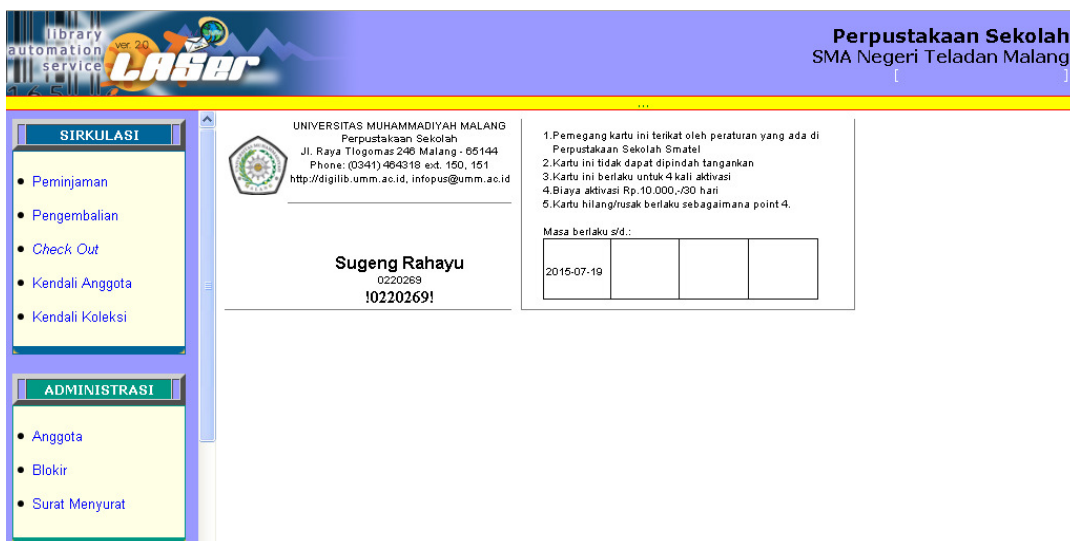 library
automation
service
ver. 2.0
LASer
Perpustakaan Sekolah
SMA Negeri Teladan Malang
[ ]
...
SIRKULASI
Peminjaman
Pengembalian
Check Out
Kendali Anggota
Kendali Koleksi
ADMINISTRASI
Anggota
Blokir
Surat Menyurat
UNIVERSITAS MUHAMMADIYAH MALANG
Perpustakaan Sekolah
Jl. Raya Tlogomas 246 Malang - 65144
Phone: (0341) 464318 ext. 150, 151
http://digilib.umm.ac.id, infopus@umm.ac.id
Sugeng Rahayu
0220269
!0220269!
1.Pemegang kartu ini terikat oleh peraturan yang ada di
Perpustakaan Sekolah Smatel
2.Kartu ini tidak dapat dipindah tangankan
3.Kartu ini berlaku untuk 4 kali aktivasi
4.Biaya aktivasi Rp.10.000,-/30 hari
5.Kartu hilang/rusak berlaku sebagaimana point 4.
Masa berlaku s/d.:
2015-07-19